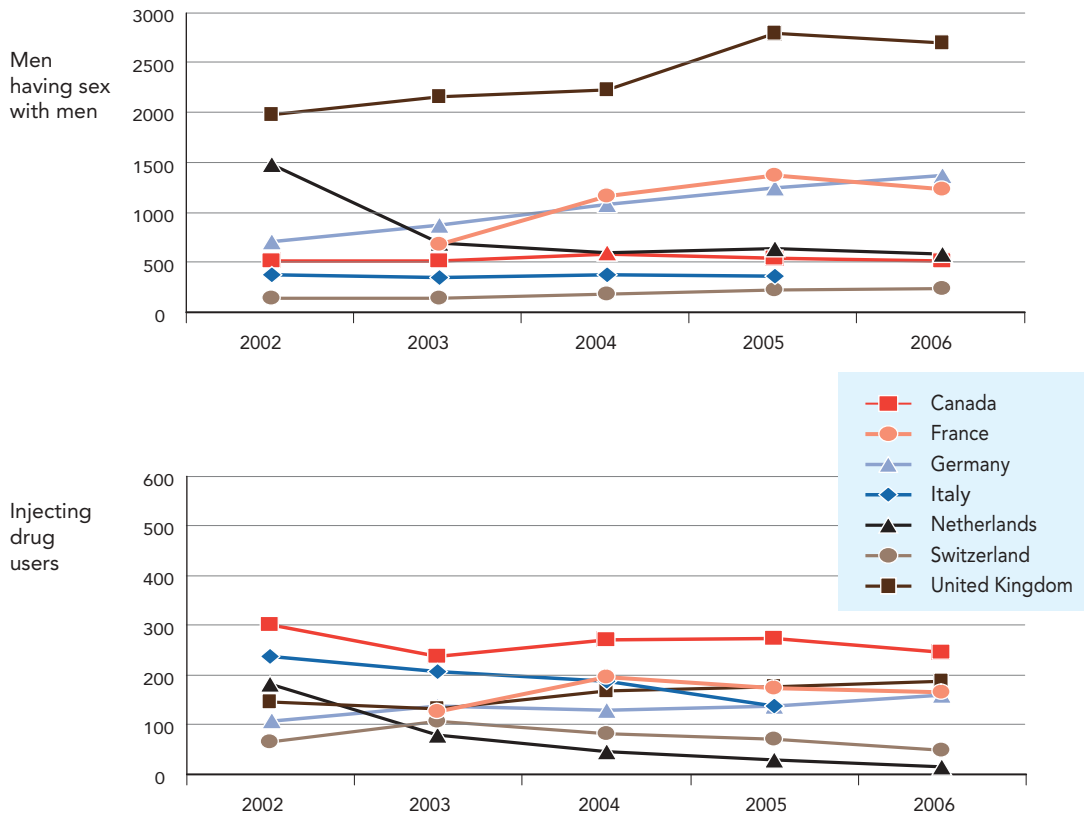 3000
Men
having sex
with men
2500
2000
1500
1000
500
0
2002 2003 2004 2005 2006
Canada
France
Germany
Italy
Netherlands
Switzerland
United Kingdom
Injecting
drug
users
600
500
400
300
200
100
0
2002 2003 2004 2005 2006